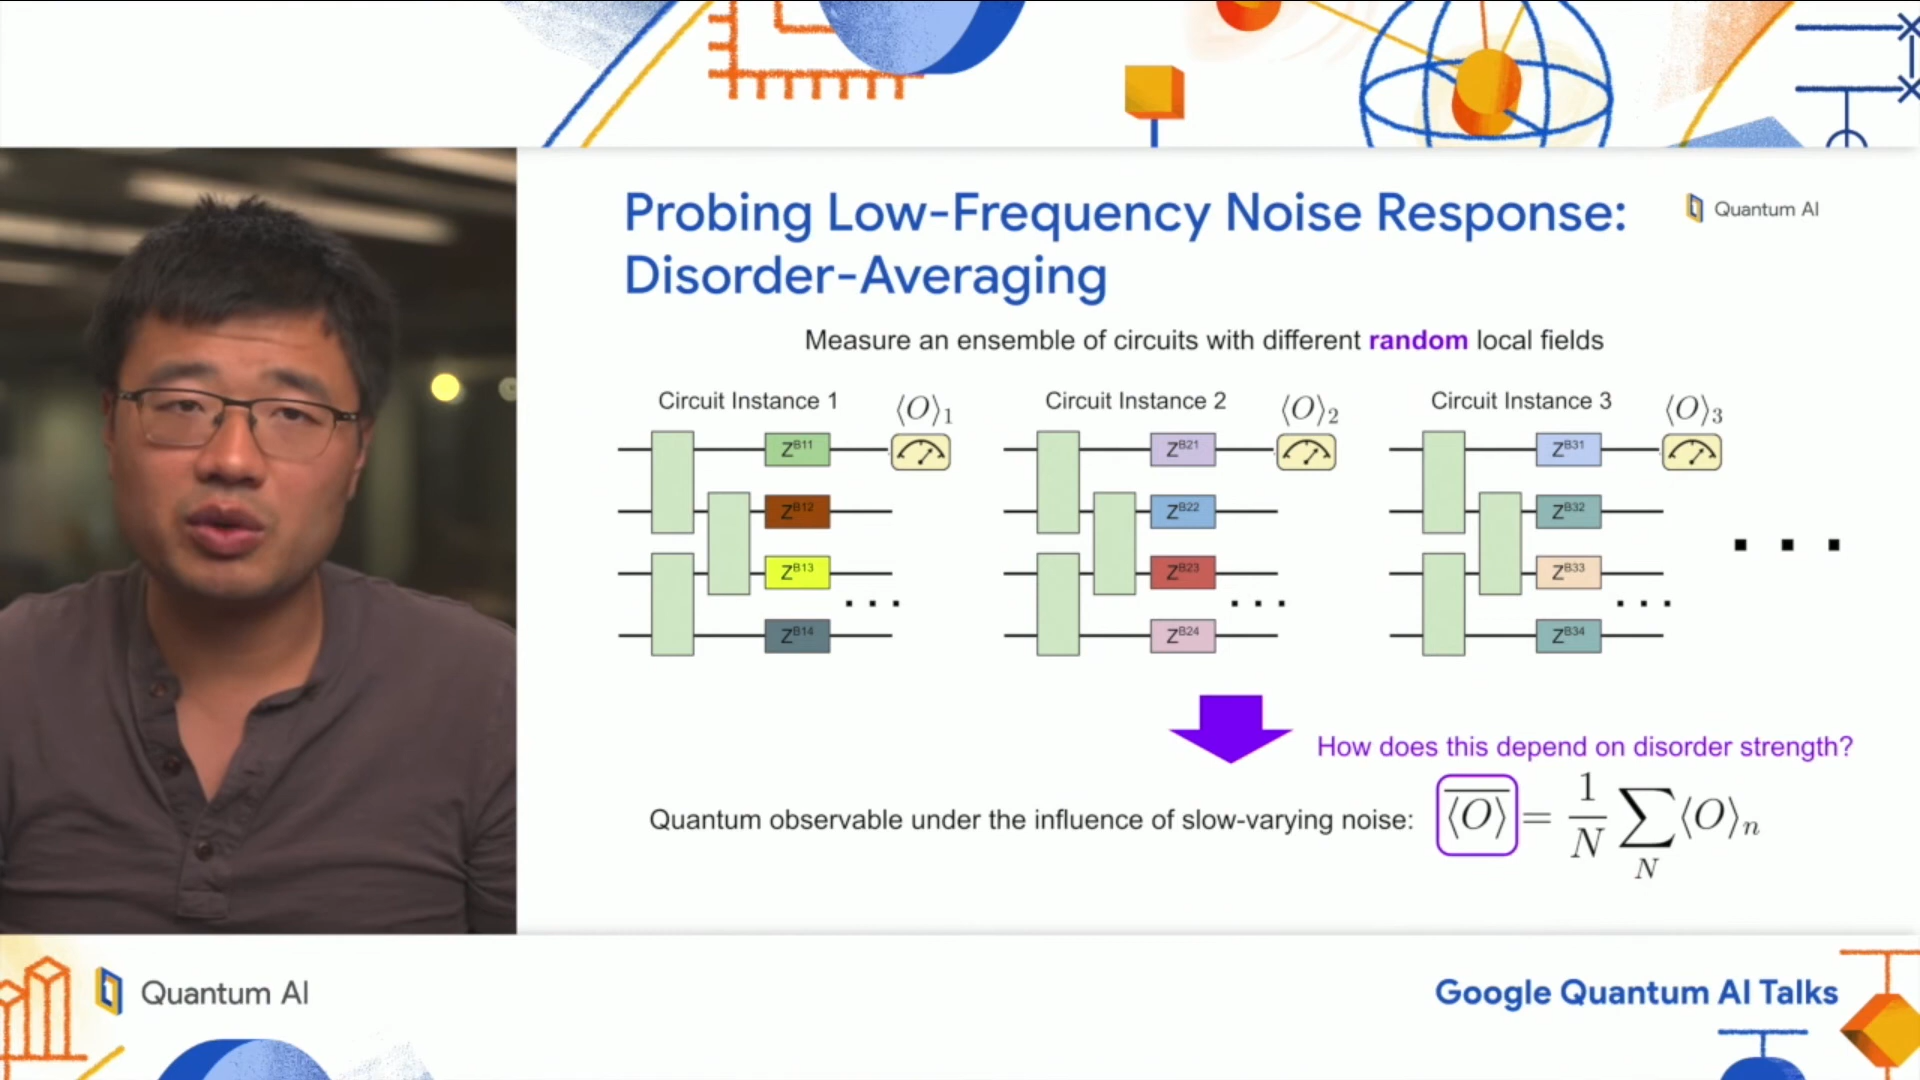 Probing Low-Frequency Noise Response:
Disorder-Averaging
Quantum AI
Measure an ensemble of circuits with different random local fields
Circuit Instance 1
⟨O⟩₁
Z^B11
Z^B12
Z^B13
Z^B14
. . .
Circuit Instance 2
⟨O⟩₂
Z^B21
Z^B22
Z^B23
Z^B24
. . .
Circuit Instance 3
⟨O⟩₃
Z^B31
Z^B32
Z^B33
Z^B34
. . .
. . .
How does this depend on disorder strength?
Quantum observable under the influence of slow-varying noise: \overline{⟨O⟩} = \frac{1}{N} \sum_{N} ⟨O⟩_n
Quantum AI
Google Quantum AI Talks